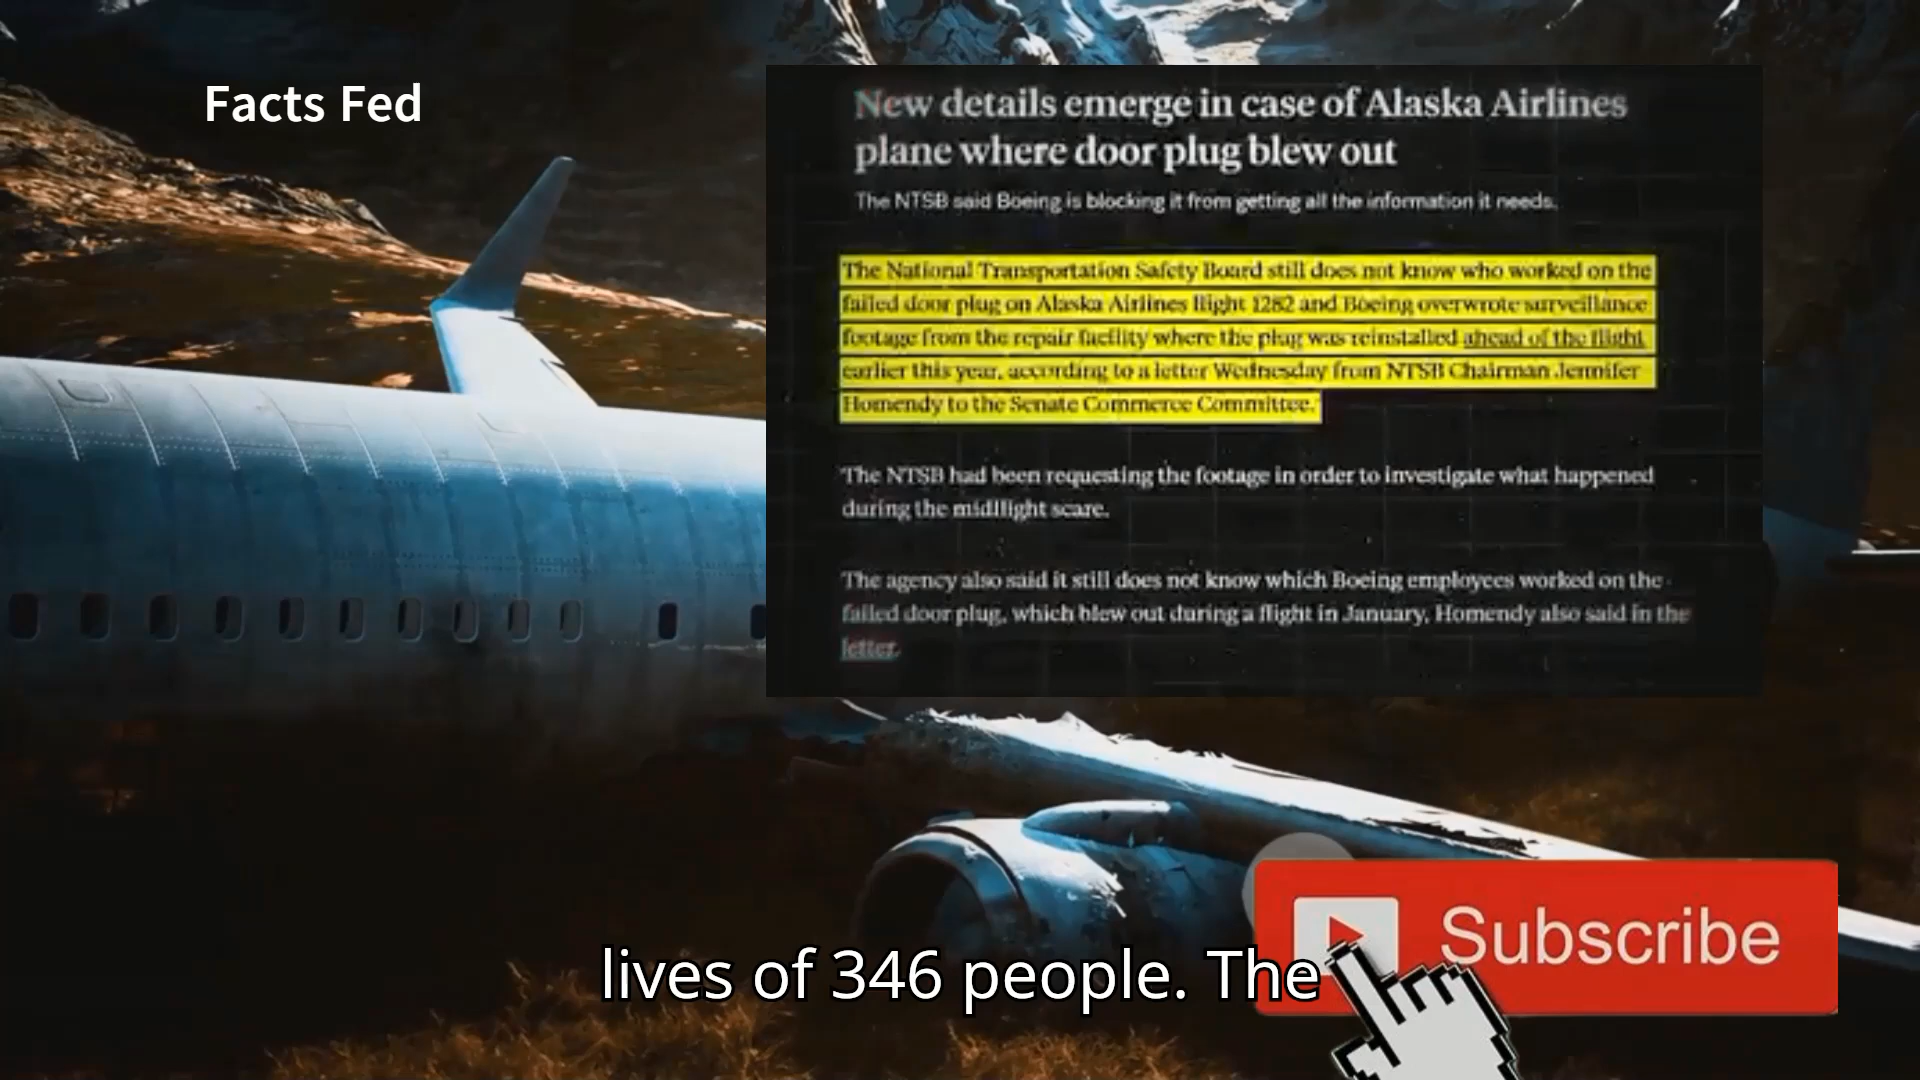 Facts Fed
New details emerge in case of Alaska Airlines
plane where door plug blew out
The NTSB said Boeing is blocking it from getting all the information it needs.
The National Transportation Safety Board still does not know who worked on the
failed door plug on Alaska Airlines flight 1282 and Boeing overwrote surveillance
footage from the repair facility where the plug was reinstalled ahead of the flight
earlier this year, according to a letter Wednesday from NTSB Chairman Jennifer
Homendy to the Senate Commerce Committee.
The NTSB had been requesting the footage in order to investigate what happened
during the midflight scare.
The agency also said it still does not know which Boeing employees worked on the
failed door plug, which blew out during a flight in January, Homendy also said in the
letter.
Subscribe
lives of 346 people. The